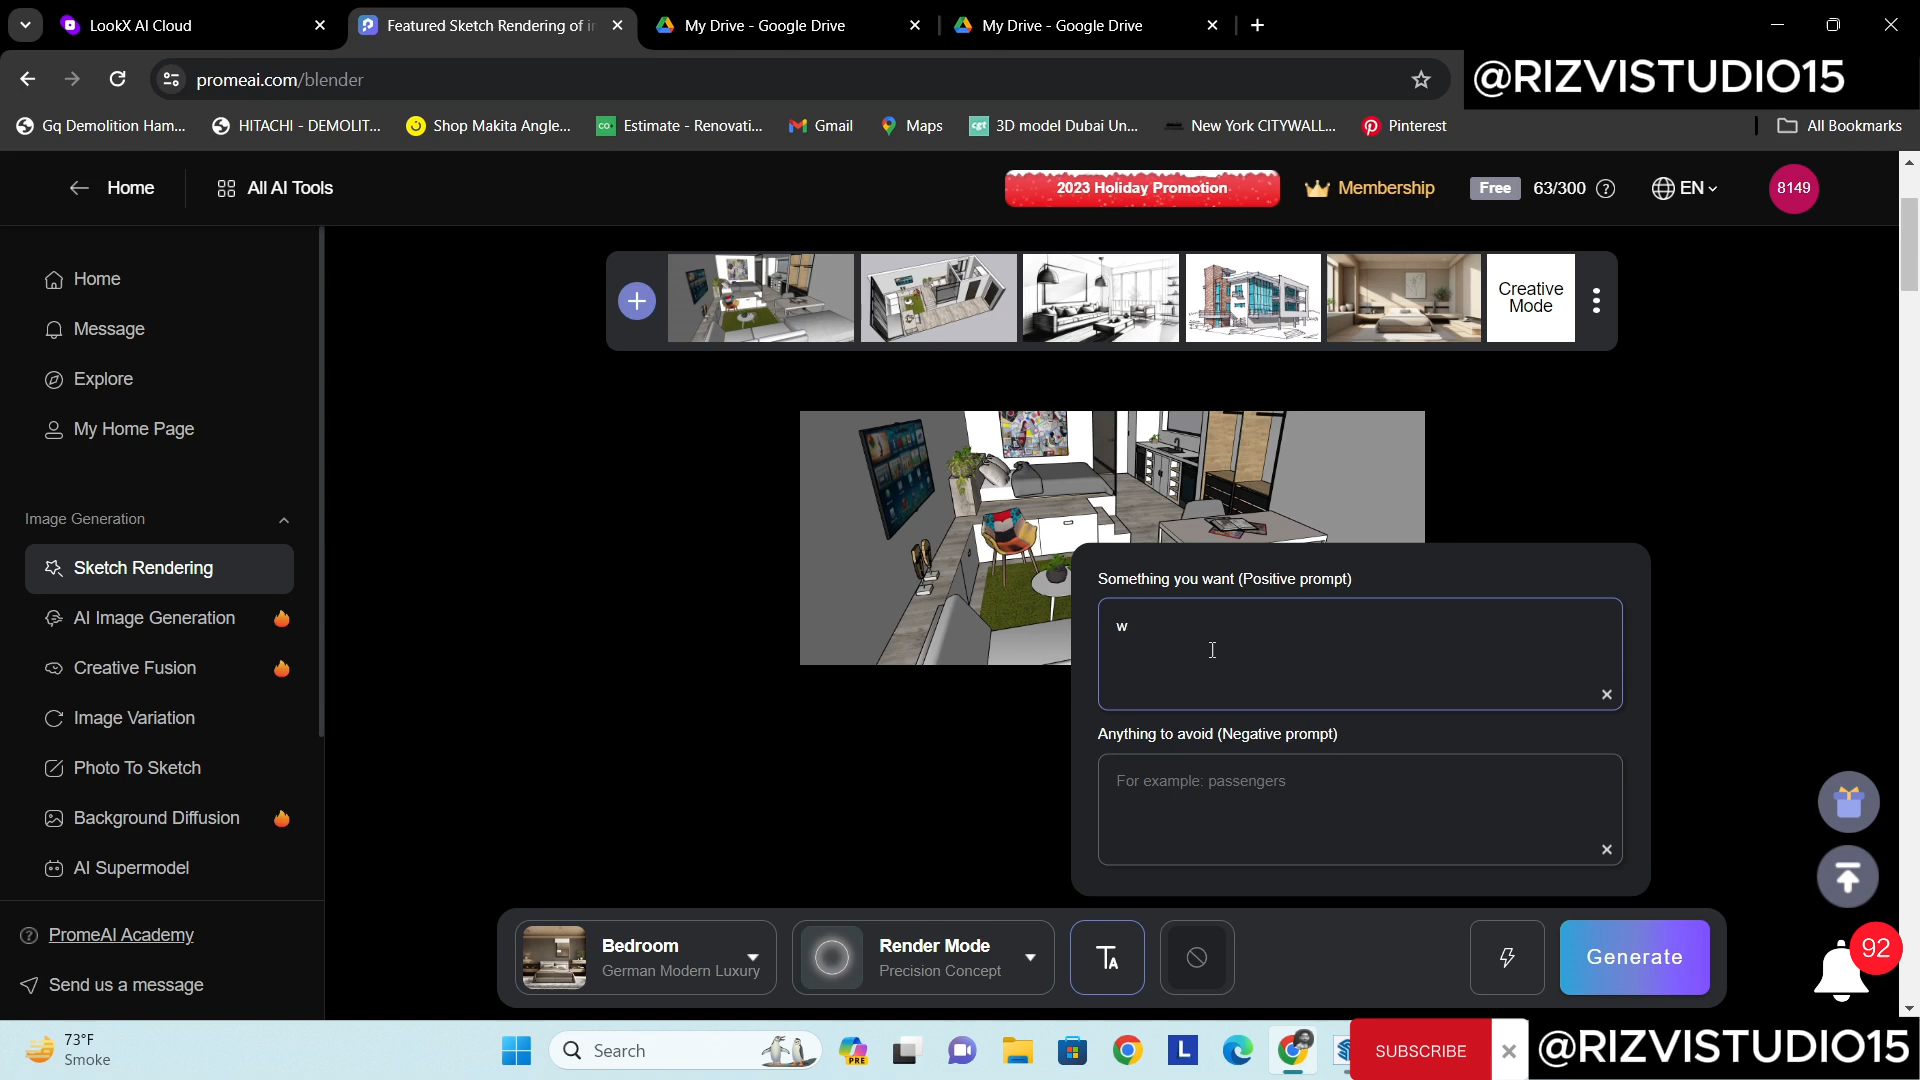 LookX AI Cloud
Featured Sketch Rendering of in
My Drive - Google Drive
My Drive - Google Drive
promeai.com/blender
@RIZVISTUDIO15
Gq Demolition Ham...
HITACHI - DEMOLIT...
Shop Makita Angle...
Estimate - Renovati...
Gmail
Maps
3D model Dubai Un...
New York CITYWALL...
Pinterest
All Bookmarks
Home
All AI Tools
2023 Holiday Promotion
Membership
Free
63/300
EN
8149
Home
Message
Explore
My Home Page
Creative
Mode
Image Generation
Sketch Rendering
AI Image Generation
Creative Fusion
Image Variation
Photo To Sketch
Background Diffusion
AI Supermodel
Something you want (Positive prompt)
w
Anything to avoid (Negative prompt)
For example: passengers
PromeAI Academy
Send us a message
Bedroom
German Modern Luxury
Render Mode
Precision Concept
Generate
92
73°F
Smoke
Search
PRE
L
SUBSCRIBE
@RIZVISTUDIO15